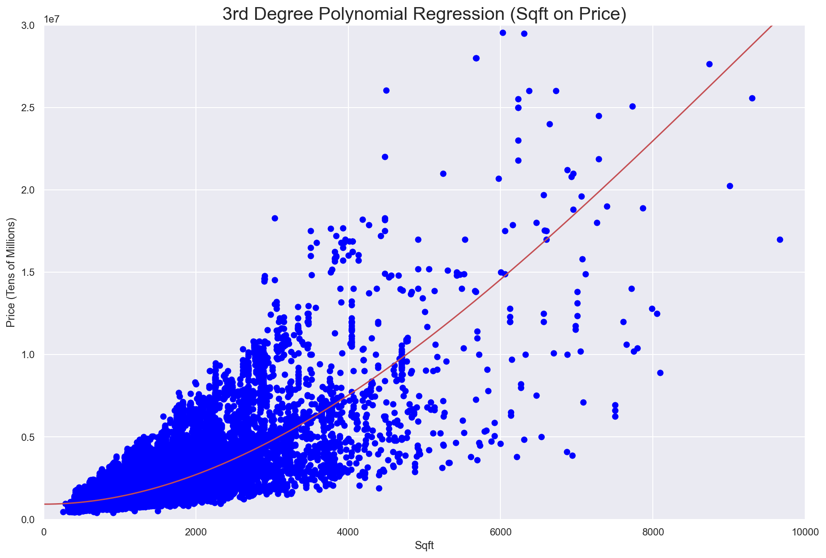 3rd Degree Polynomial Regression (Sqft on Price)
1e7
3.0
2.5
2.0
1.5
1.0
0.5
0.0
Price (Tens of Millions)
0 2000 4000 6000 8000 10000
Sqft